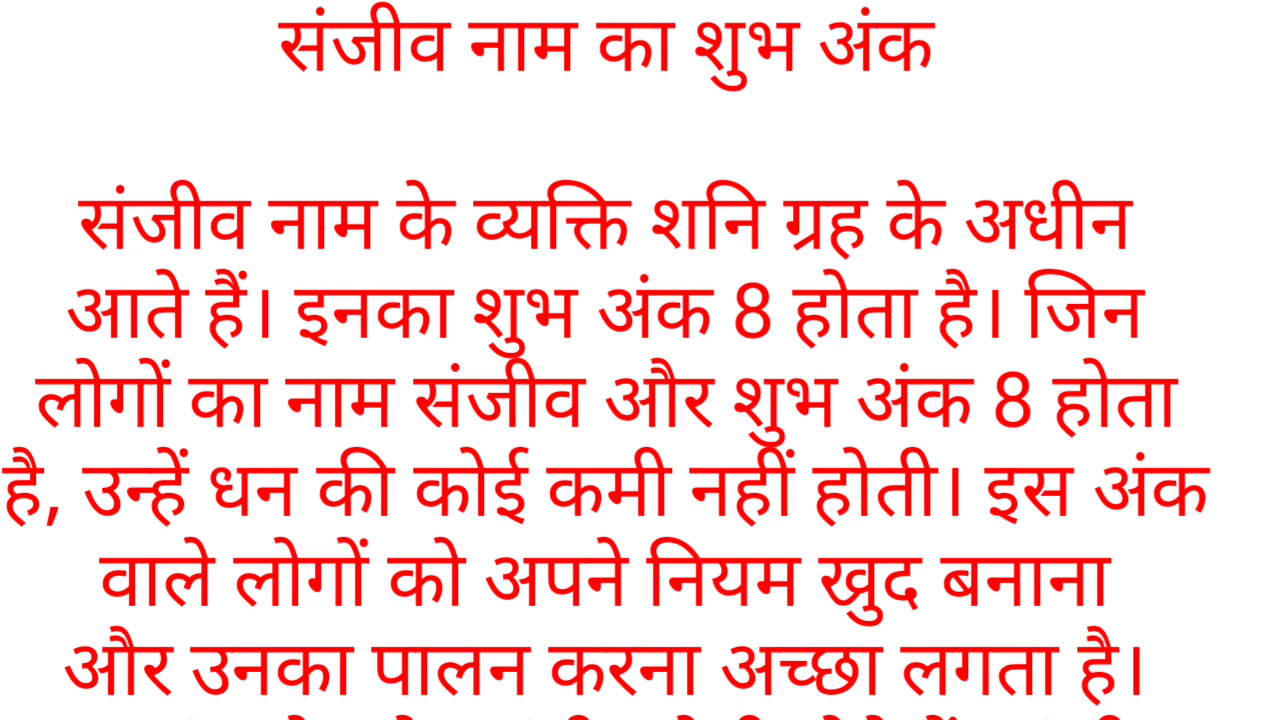 संजीव नाम का शुभ अंक
संजीव नाम के व्यक्ति शनि ग्रह के अधीन
आते हैं। इनका शुभ अंक 8 होता है। जिन
लोगों का नाम संजीव और शुभ अंक 8 होता
है, उन्हें धन की कोई कमी नहीं होती। इस अंक
वाले लोगों को अपने नियम खुद बनाना
और उनका पालन करना अच्छा लगता है।